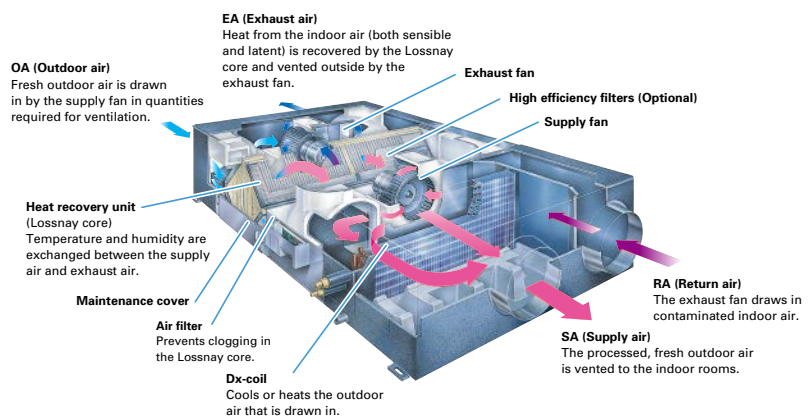 EA (Exhaust air)
Heat from the indoor air (both sensible
and latent) is recovered by the Lossnay
core and vented outside by the
exhaust fan.
OA (Outdoor air)
Fresh outdoor air is drawn
in by the supply fan in quantities
required for ventilation.
Exhaust fan
High efficiency filters (Optional)
Supply fan
Heat recovery unit
(Lossnay core)
Temperature and humidity are
exchanged between the supply
air and exhaust air.
Maintenance cover
Air filter
Prevents clogging in
the Lossnay core.
Dx-coil
Cools or heats the outdoor
air that is drawn in.
RA (Return air)
The exhaust fan draws in
contaminated indoor air.
SA (Supply air)
The processed, fresh outdoor air
is vented to the indoor rooms.